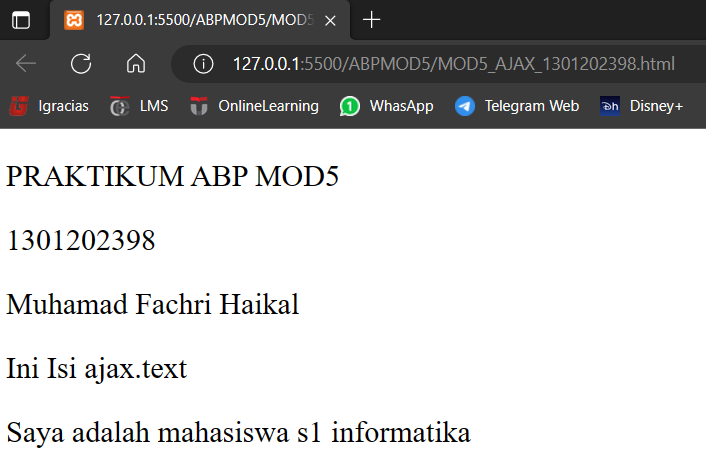 127.0.0.1:5500/ABPMOD5/MOD5
127.0.0.1:5500/ABPMOD5/MOD5_AJAX_1301202398.html
Igracias LMS OnlineLearning WhasApp Telegram Web Disney+
PRAKTIKUM ABP MOD5
1301202398
Muhamad Fachri Haikal
Ini Isi ajax.text
Saya adalah mahasiswa s1 informatika